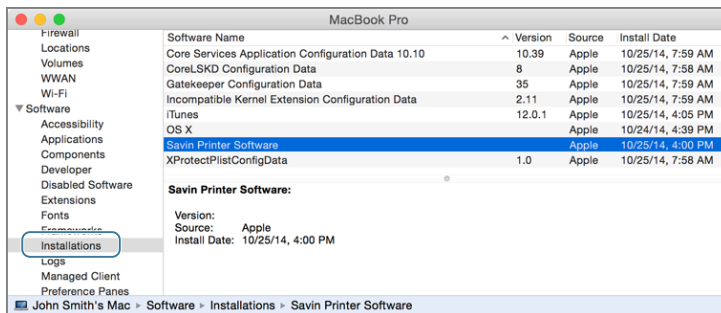 MacBook Pro
Firewall
Locations
Volumes
WWAN
Wi-Fi
Software
Accessibility
Applications
Components
Developer
Disabled Software
Extensions
Fonts
Frameworks
Installations
Logs
Managed Client
Preference Panes
Software Name Version Source Install Date
Core Services Application Configuration Data 10.10 10.39 Apple 10/25/14, 7:59 AM
CoreLSKD Configuration Data 8 Apple 10/25/14, 7:58 AM
Gatekeeper Configuration Data 35 Apple 10/25/14, 7:59 AM
Incompatible Kernel Extension Configuration Data 2.11 Apple 10/25/14, 7:59 AM
iTunes 12.0.1 Apple 10/25/14, 4:05 PM
OS X Apple 10/24/14, 4:39 PM
Savin Printer Software Apple 10/25/14, 4:00 PM
XProtectPlistConfigData 1.0 Apple 10/25/14, 7:58 AM
Savin Printer Software:
Version:
Source: Apple
Install Date: 10/25/14, 4:00 PM
John Smith's Mac ▸ Software ▸ Installations ▸ Savin Printer Software